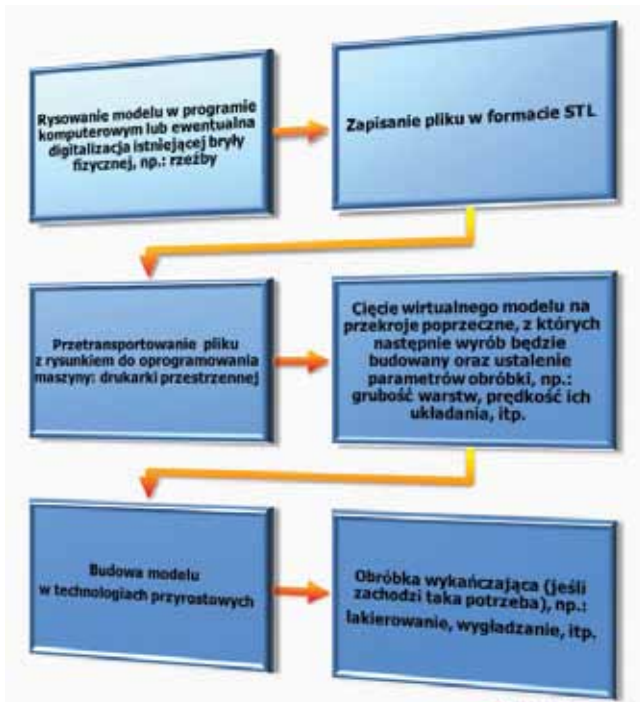 Rysowanie modelu w programie
komputerowym lub ewentualna
digitalizacja istniejącej bryły
fizycznej, np.: rzeźby
Zapisanie pliku w formacie STL
Przetransportowanie pliku
z rysunkiem do oprogramowania
maszyny: drukarki przestrzennej
Cięcie wirtualnego modelu na
przekroje poprzeczne, z których
następnie wyrób będzie
budowany oraz ustalenie
parametrów obróbki, np.:
grubość warstw, prędkość ich
układania, itp.
Budowa modelu
w technologiach przyrostowych
Obróbka wykańczająca (jeśli
zachodzi taka potrzeba), np.:
lakierowanie, wygładzanie, itp.